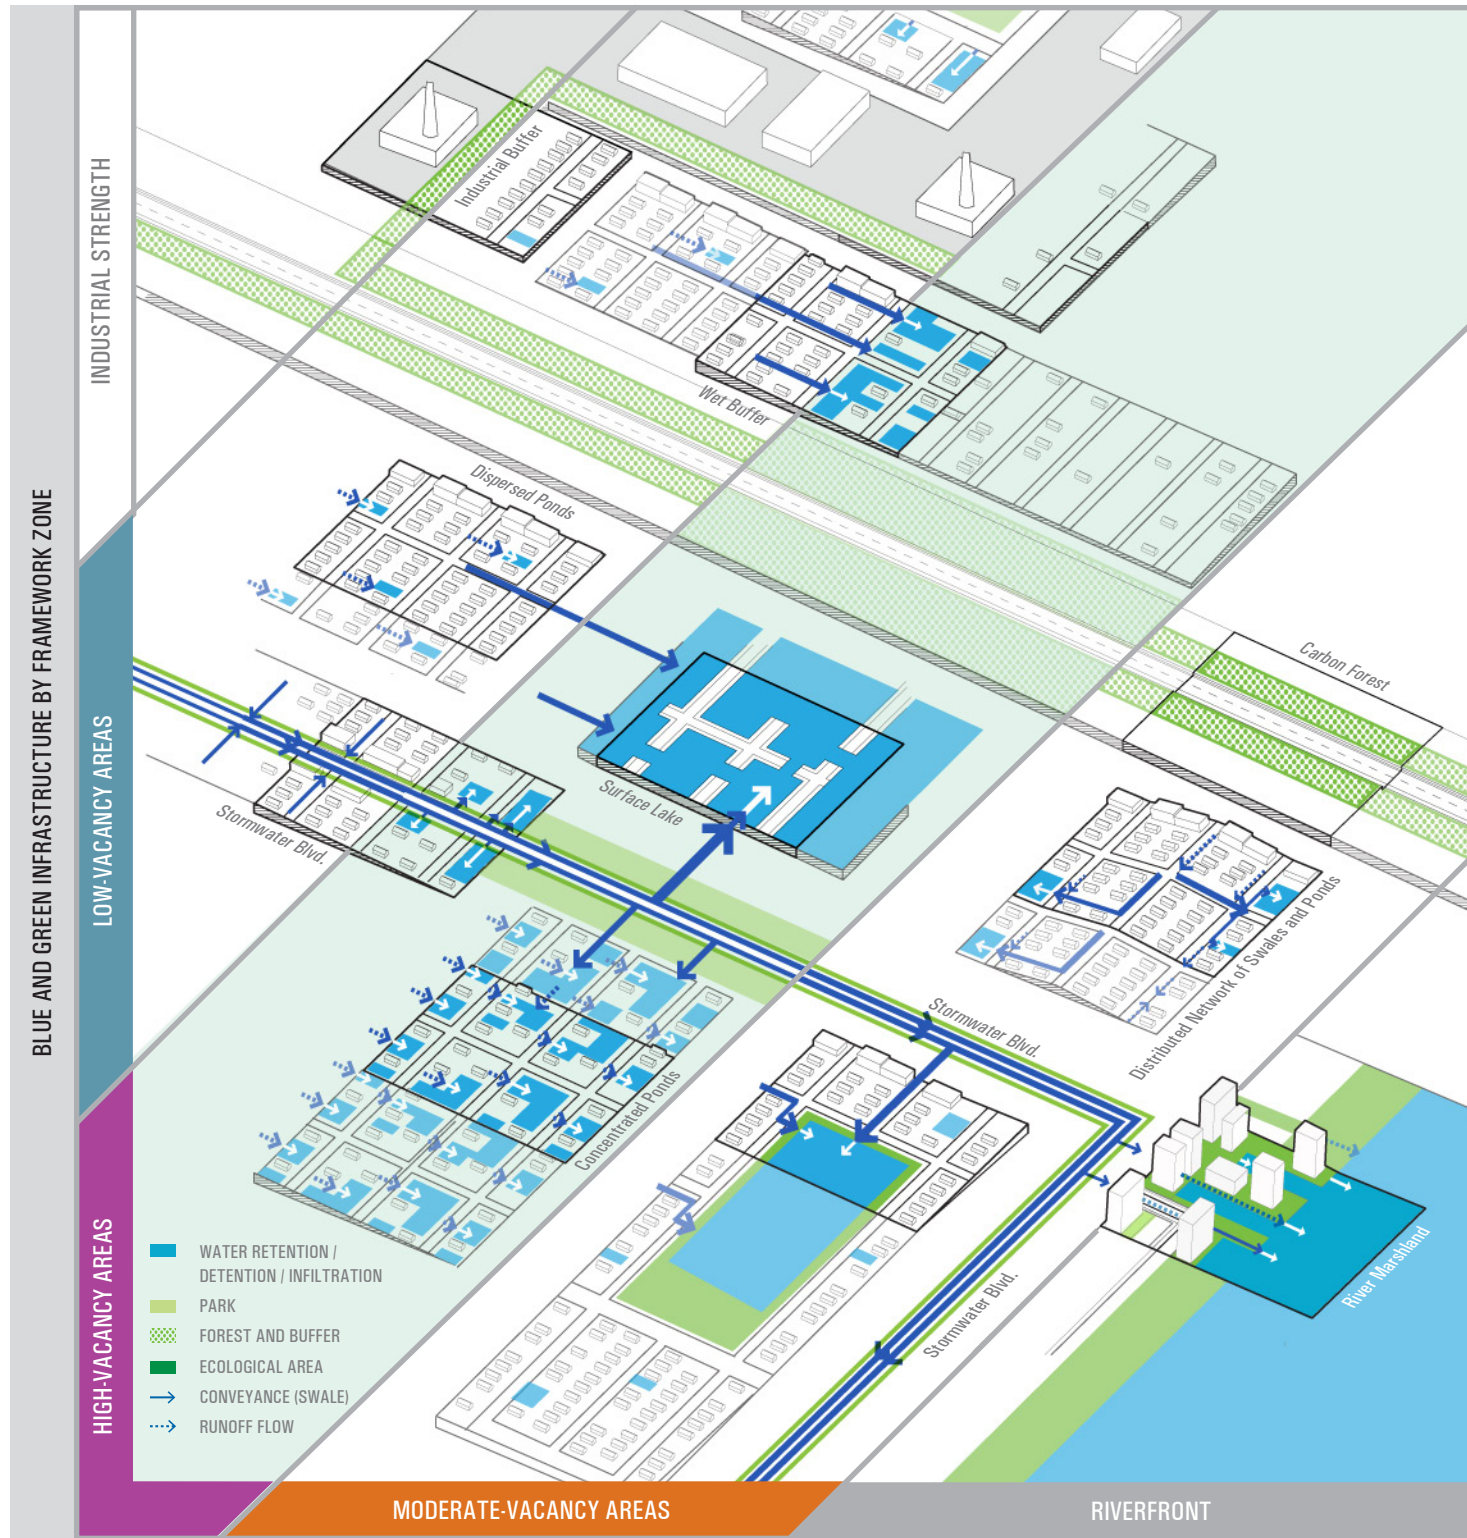 BLUE AND GREEN INFRASTRUCTURE BY FRAMEWORK ZONE
INDUSTRIAL STRENGTH
LOW-VACANCY AREAS
HIGH-VACANCY AREAS
MODERATE-VACANCY AREAS
RIVERFRONT
Industrial Buffer
Wet Buffer
Dispersed Ponds
Carbon Forest
Surface Lake
Stormwater Blvd.
Distributed Network of Swales and Ponds
Stormwater Blvd.
Concentrated Ponds
River Marshland
Stormwater Blvd.
WATER RETENTION /
DETENTION / INFILTRATION
PARK
FOREST AND BUFFER
ECOLOGICAL AREA
CONVEYANCE (SWALE)
RUNOFF FLOW